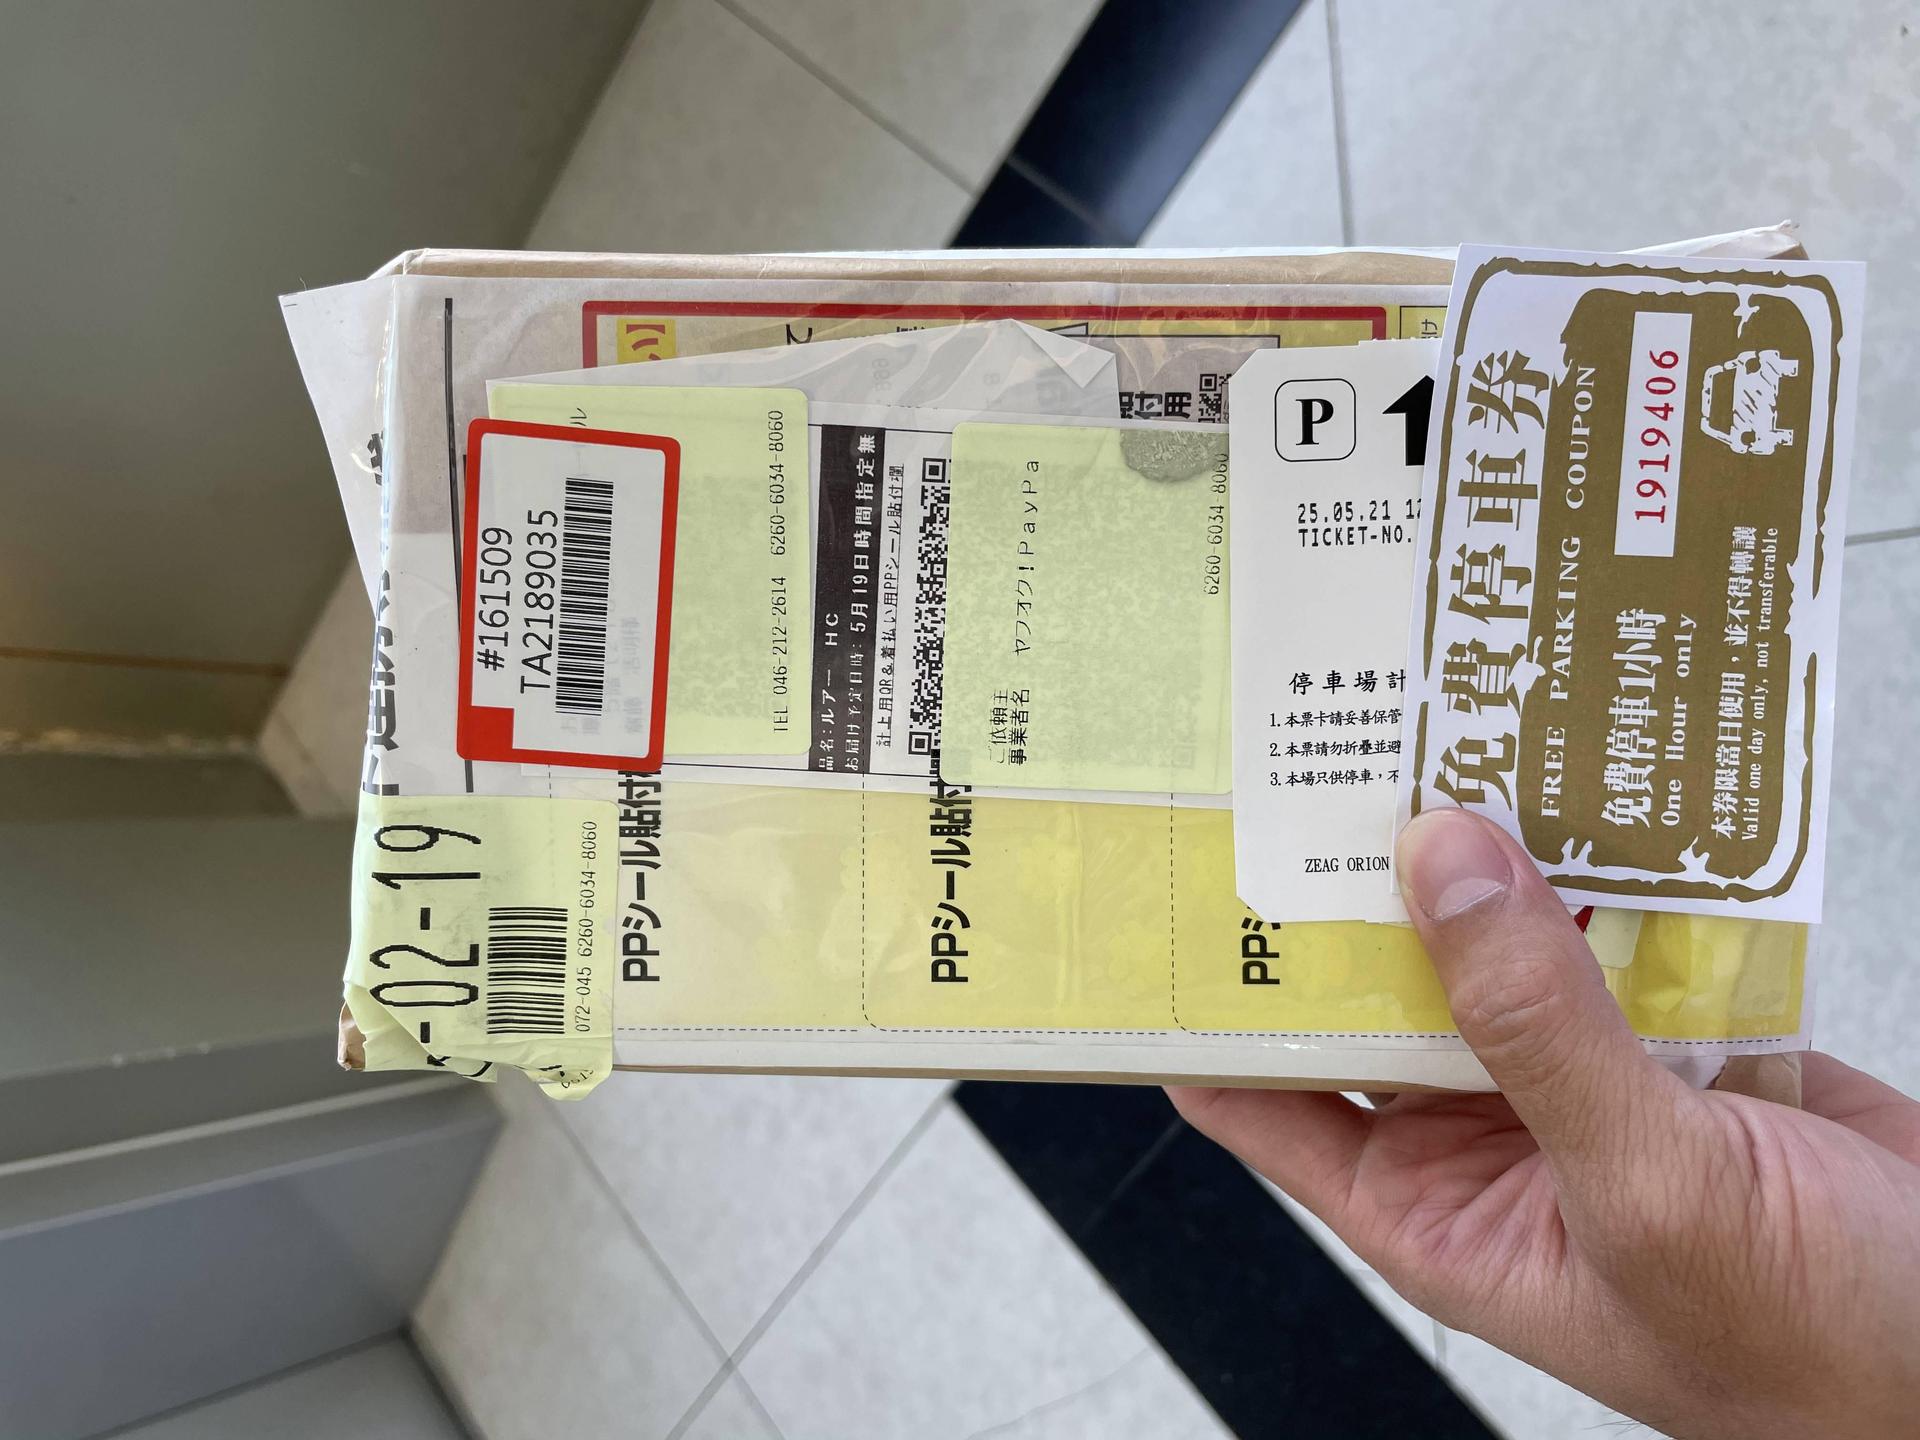 #161509
TA2189035
TEL 046-212-2614 6260-6034-8060
品名:ルアー HC
お届け予定日時:5月19日時間指定無
計上用QR&着払い用PPシール貼付欄
ご依頼主
事業者名 ヤフオク!PayPa
6260-6034-8060
付用
-02-19
072-045 6260-6034-8060
PPシール貼付
PPシール貼付
PPシ
P
25.05.21 12
TICKET-NO.
停車場計
1.本票卡請妥善保管
2.本票請勿折疊並避
3.本場只供停車,不
ZEAG ORION
免費停車券
FREE PARKING COUPON
1919406
免費停車1小時
One Hour only
本券限當日使用,並不得轉讓
Valid one day only, not transferable